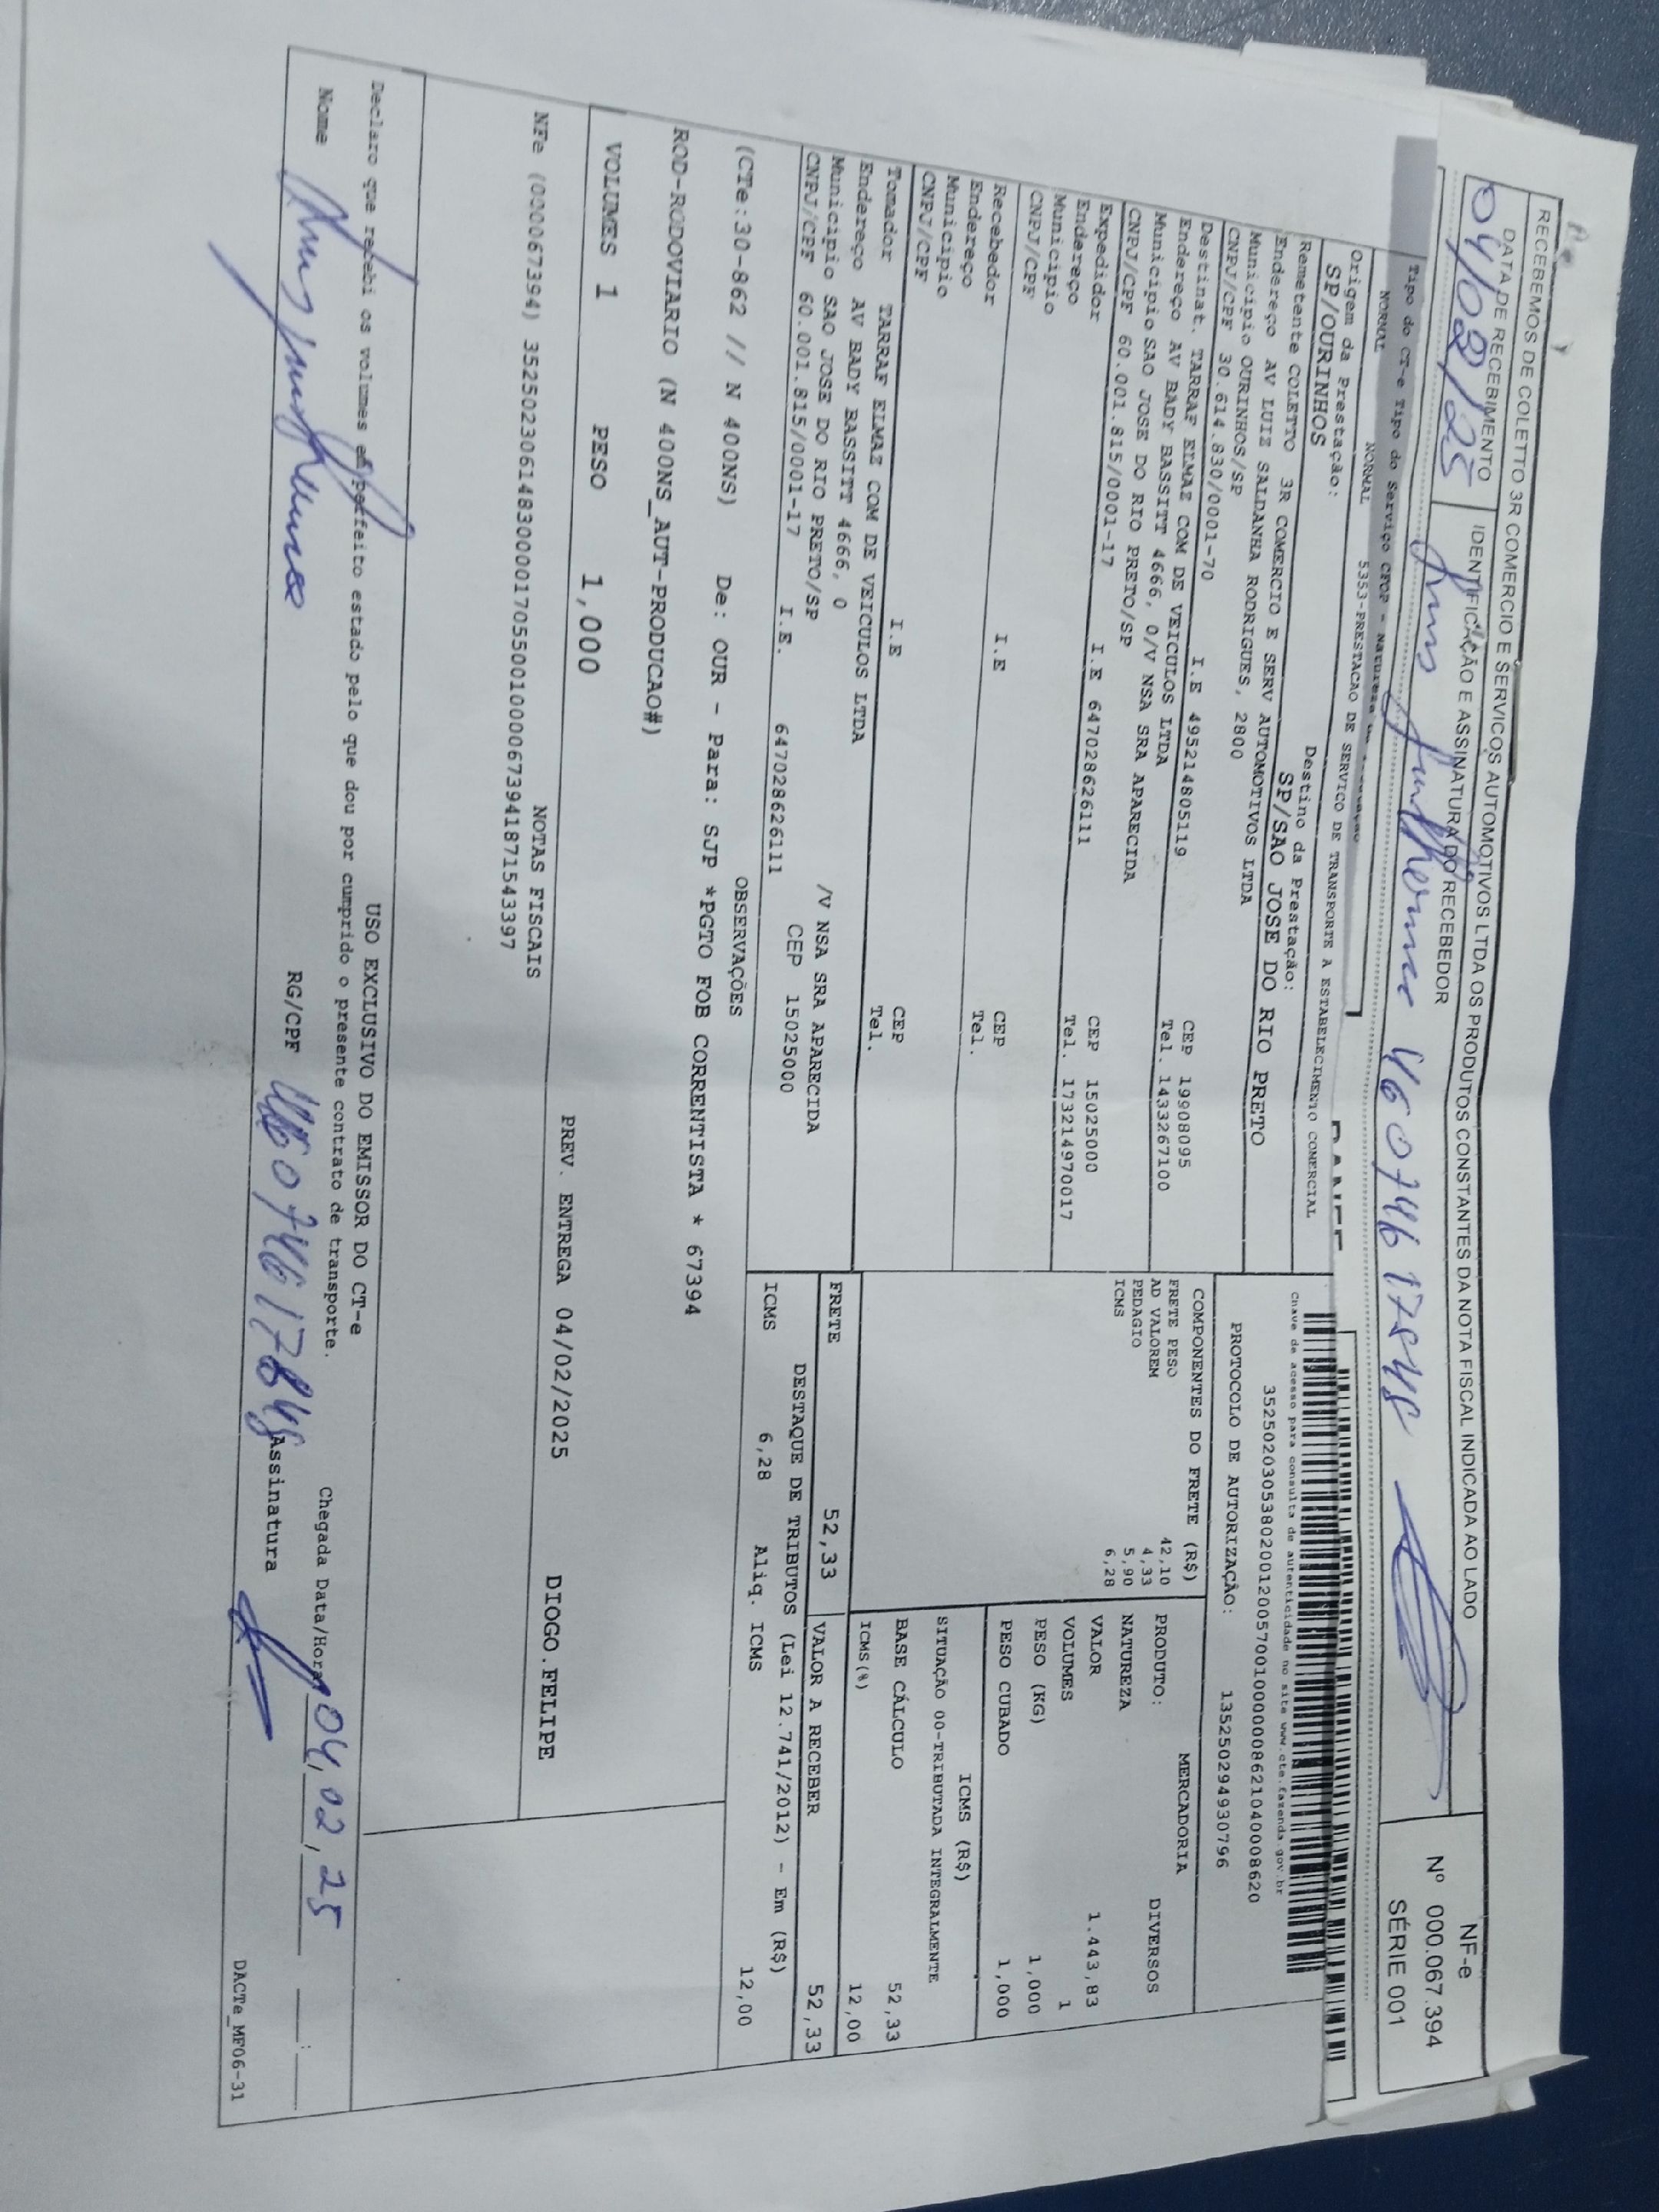 RECEBEMOS DE COLETTO 3R COMERCIO E SERVICOS AUTOMOTIVOS LTDA OS PRODUTOS CONSTANTES DA NOTA FISCAL INDICADA AO LADO
DATA DE RECEBIMENTO
04/02/25
IDENTIFICAÇÃO E ASSINATURA DO RECEBEDOR
46074617848
NF-e
Nº 000.067.394
SÉRIE 001
Tipo do CT-e Tipo do Serviço CFOP - Natureza
NORMAL NORMAL 5353-PRESTACAO DE SERVICO DE TRANSPORTE A ESTABELECIMENTO COMERCIAL
Origem da Prestação:
SP/OURINHOS
Destino da Prestação:
SP/SAO JOSE DO RIO PRETO
Chave de acesso para consulta de autenticidade no site www.cte.fazenda.gov.br
35250203053802001200570010000008621040008620
PROTOCOLO DE AUTORIZAÇÃO: 135250294930796
Remetente COLETTO 3R COMERCIO E SERV AUTOMOTIVOS LTDA
Endereço AV LUIZ SALDANHA RODRIGUES, 2800
Municipio OURINHOS/SP CEP 19908095
CNPJ/CPF 30.614.830/0001-70 I.E 495214805119 Tel. 1433267100
Destinat. TARRAF ELMAZ COM DE VEICULOS LTDA
Endereço AV BADY BASSITT 4666, 0/V NSA SRA APARECIDA
Municipio SAO JOSE DO RIO PRETO/SP CEP 15025000
CNPJ/CPF 60.001.815/0001-17 I.E 647028626111 Tel. 173214970017
Expedidor
Endereço
Municipio CEP
CNPJ/CPF I.E Tel.
Recebedor
Endereço
Municipio CEP
CNPJ/CPF I.E Tel.
Tomador TARRAF ELMAZ COM DE VEICULOS LTDA
Endereço AV BADY BASSITT 4666, 0 /V NSA SRA APARECIDA
Municipio SAO JOSE DO RIO PRETO/SP CEP 15025000
CNPJ/CPF 60.001.815/0001-17 I.E. 647028626111
COMPONENTES DO FRETE (R$)
FRETE PESO 42,10
AD VALOREM 4,33
PEDAGIO 5,90
ICMS 6,28
MERCADORIA
PRODUTO: DIVERSOS
NATUREZA
VALOR 1.443,83
VOLUMES 1
PESO (KG) 1,000
PESO CUBADO 1,000
ICMS (R$)
SITUAÇÃO 00-TRIBUTADA INTEGRALMENTE
BASE CÁLCULO 52,33
ICMS(%) 12,00
FRETE 52,33 VALOR A RECEBER 52,33
DESTAQUE DE TRIBUTOS (Lei 12.741/2012) - Em (R$)
ICMS 6,28 Aliq. ICMS 12,00
OBSERVAÇÕES
(CTe:30-862 // N 400NS) De: OUR - Para: SJP *PGTO FOB CORRENTISTA * 67394
ROD-RODOVIARIO (N 400NS_AUT-PRODUCAO#)
VOLUMES 1 PESO 1,000 PREV. ENTREGA 04/02/2025 DIOGO.FELIPE
NOTAS FISCAIS
NFe (000067394) 35250230614830000170550010000673941871543397
USO EXCLUSIVO DO EMISSOR DO CT-e
Declaro que recebi os volumes em perfeito estado pelo que dou por cumprido o presente contrato de transporte.
Chegada Data/Hora 04,02,25
Nome RG/CPF 46074617848 Assinatura
DACTe_MF06-31